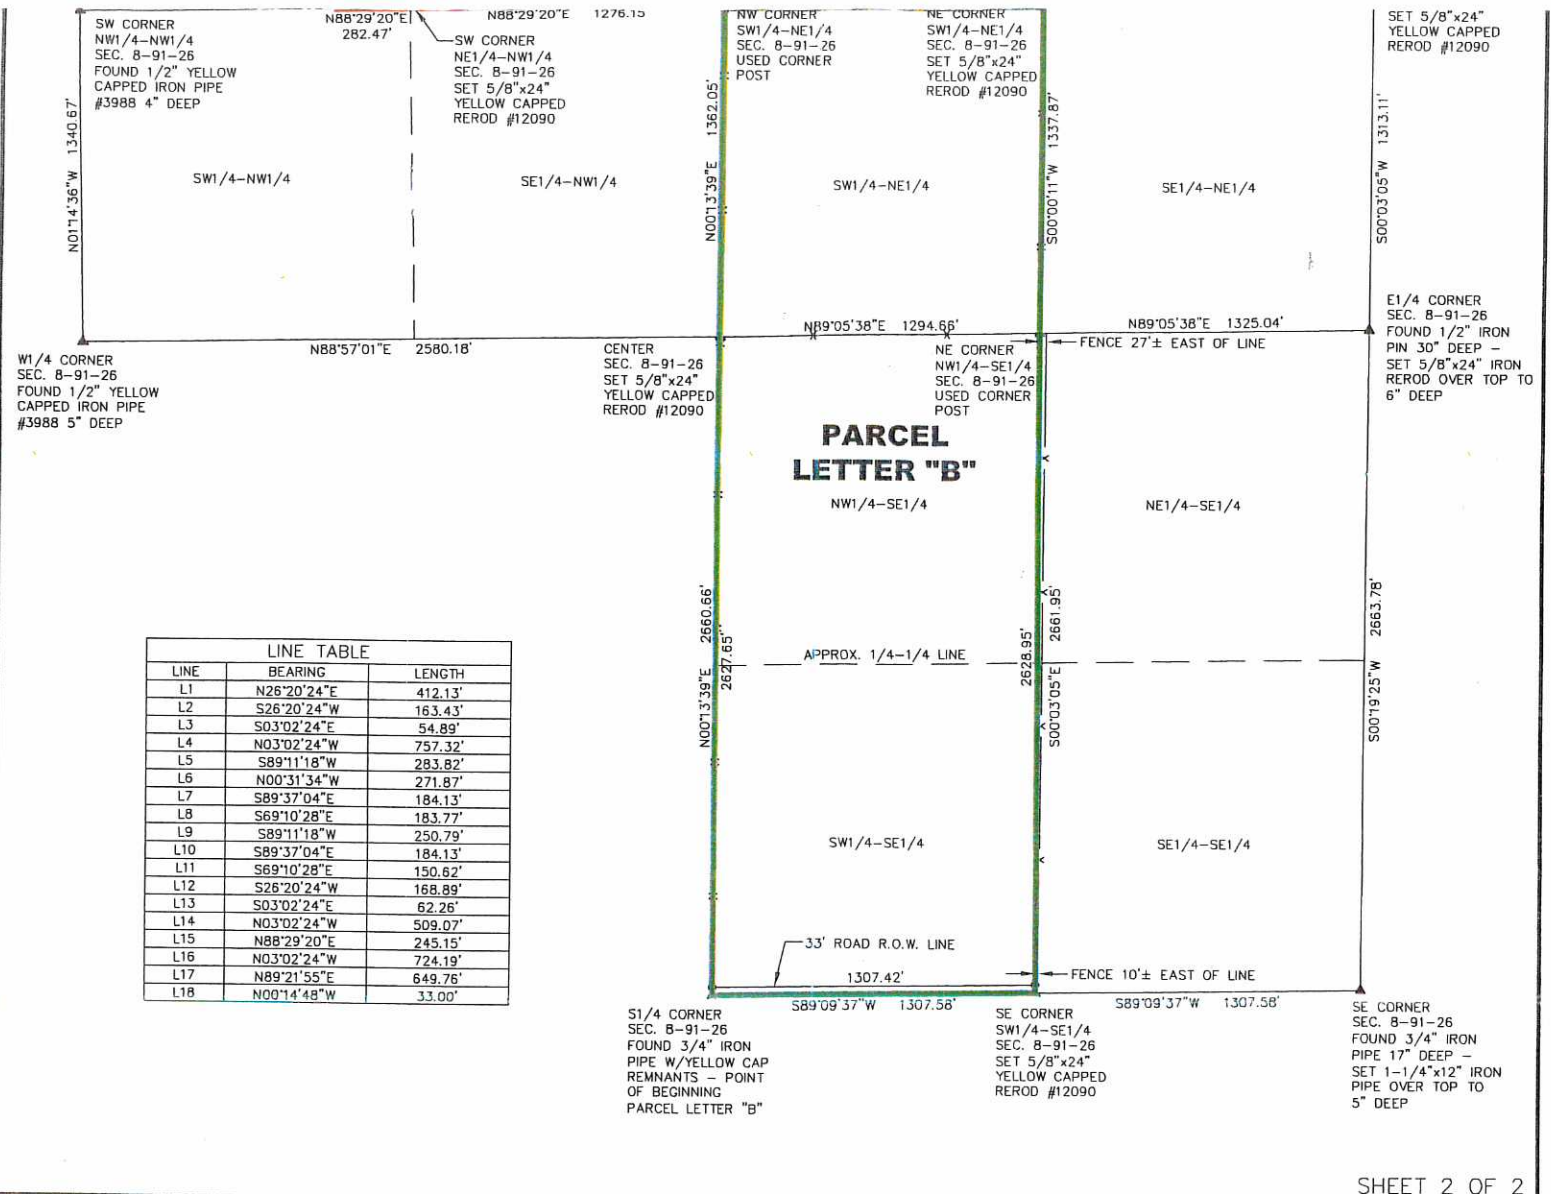 SW CORNER
NW1/4-NW1/4
SEC. 8-91-26
FOUND 1/2" YELLOW
CAPPED IRON PIPE
#3988 4" DEEP
N88°29'20"E
282.47'
N88°29'20"E 1276.15
SW CORNER
NE1/4-NW1/4
SEC. 8-91-26
SET 5/8"x24"
YELLOW CAPPED
REROD #12090
NW CORNER
SW1/4-NE1/4
SEC. 8-91-26
USED CORNER
POST
NE CORNER
SW1/4-NE1/4
SEC. 8-91-26
SET 5/8"x24"
YELLOW CAPPED
REROD #12090
SET 5/8"x24"
YELLOW CAPPED
REROD #12090
N01°14'36"W 1340.67'
N00°13'39"E 1362.05'
S00°00'11"W 1337.87'
S00°03'05"W 1313.11'
SW1/4-NW1/4
SE1/4-NW1/4
SW1/4-NE1/4
SE1/4-NE1/4
N89°05'38"E 1294.66'
N89°05'38"E 1325.04'
N88°57'01"E 2580.18'
FENCE 27'± EAST OF LINE
W1/4 CORNER
SEC. 8-91-26
FOUND 1/2" YELLOW
CAPPED IRON PIPE
#3988 5" DEEP
CENTER
SEC. 8-91-26
SET 5/8"x24"
YELLOW CAPPED
REROD #12090
NE CORNER
NW1/4-SE1/4
SEC. 8-91-26
USED CORNER
POST
E1/4 CORNER
SEC. 8-91-26
FOUND 1/2" IRON
PIN 30" DEEP -
SET 5/8"x24" IRON
REROD OVER TOP TO
6" DEEP
PARCEL
LETTER "B"
NW1/4-SE1/4
NE1/4-SE1/4
N00°13'39"E 2660.66'
2627.65'
2628.95'
S00°03'05"E 2661.95'
S00°19'25"W 2663.78'
APPROX. 1/4-1/4 LINE
LINE TABLE
LINE BEARING LENGTH
L1 N26°20'24"E 412.13'
L2 S26°20'24"W 163.43'
L3 S03°02'24"E 54.89'
L4 N03°02'24"W 757.32'
L5 S89°11'18"W 283.82'
L6 N00°31'34"W 271.87'
L7 S89°37'04"E 184.13'
L8 S69°10'28"E 183.77'
L9 S89°11'18"W 250.79'
L10 S89°37'04"E 184.13'
L11 S69°10'28"E 150.62'
L12 S26°20'24"W 168.89'
L13 S03°02'24"E 62.26'
L14 N03°02'24"W 509.07'
L15 N88°29'20"E 245.15'
L16 N03°02'24"W 724.19'
L17 N89°21'55"E 649.76'
L18 N00°14'48"W 33.00'
SW1/4-SE1/4
SE1/4-SE1/4
33' ROAD R.O.W. LINE
1307.42'
FENCE 10'± EAST OF LINE
S89°09'37"W 1307.58'
S89°09'37"W 1307.58'
S1/4 CORNER
SEC. 8-91-26
FOUND 3/4" IRON
PIPE W/YELLOW CAP
REMNANTS - POINT
OF BEGINNING
PARCEL LETTER "B"
SE CORNER
SW1/4-SE1/4
SEC. 8-91-26
SET 5/8"x24"
YELLOW CAPPED
REROD #12090
SE CORNER
SEC. 8-91-26
FOUND 3/4" IRON
PIPE 17" DEEP -
SET 1-1/4"x12" IRON
PIPE OVER TOP TO
5" DEEP
SHEET 2 OF 2